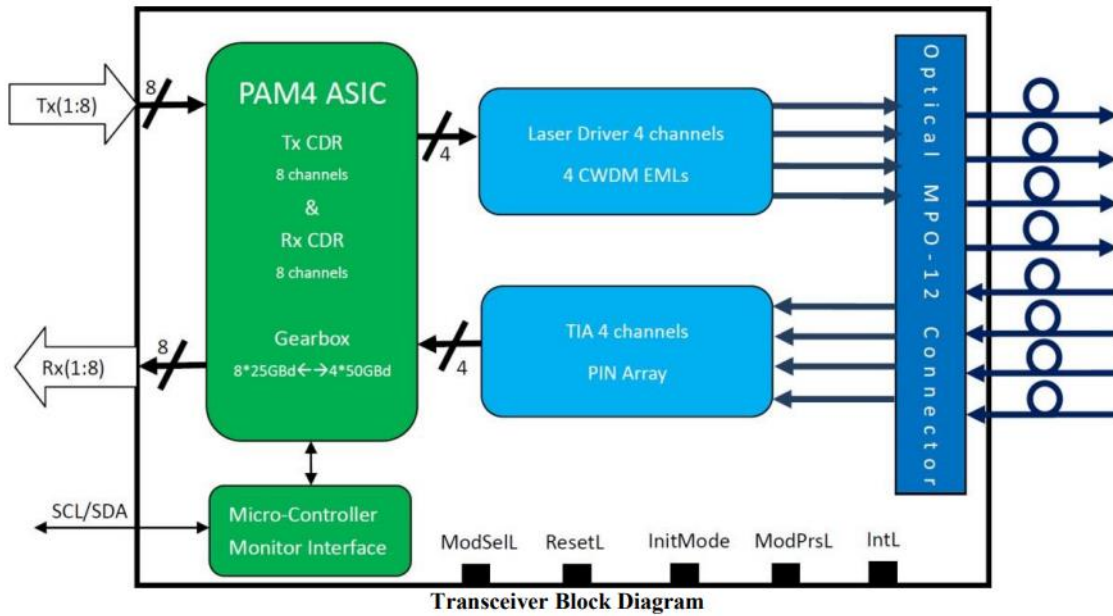 Tx(1:8)
8
PAM4 ASIC
Tx CDR
8 channels
&
Rx CDR
8 channels
Gearbox
8*25GBd←→4*50GBd
4
Laser Driver 4 channels
4 CWDM EMLs
Optical MPO-12 Connector
Rx(1:8)
8
4
TIA 4 channels
PIN Array
SCL/SDA
Micro-Controller
Monitor Interface
ModSelL
ResetL
InitMode
ModPrsL
IntL
Transceiver Block Diagram